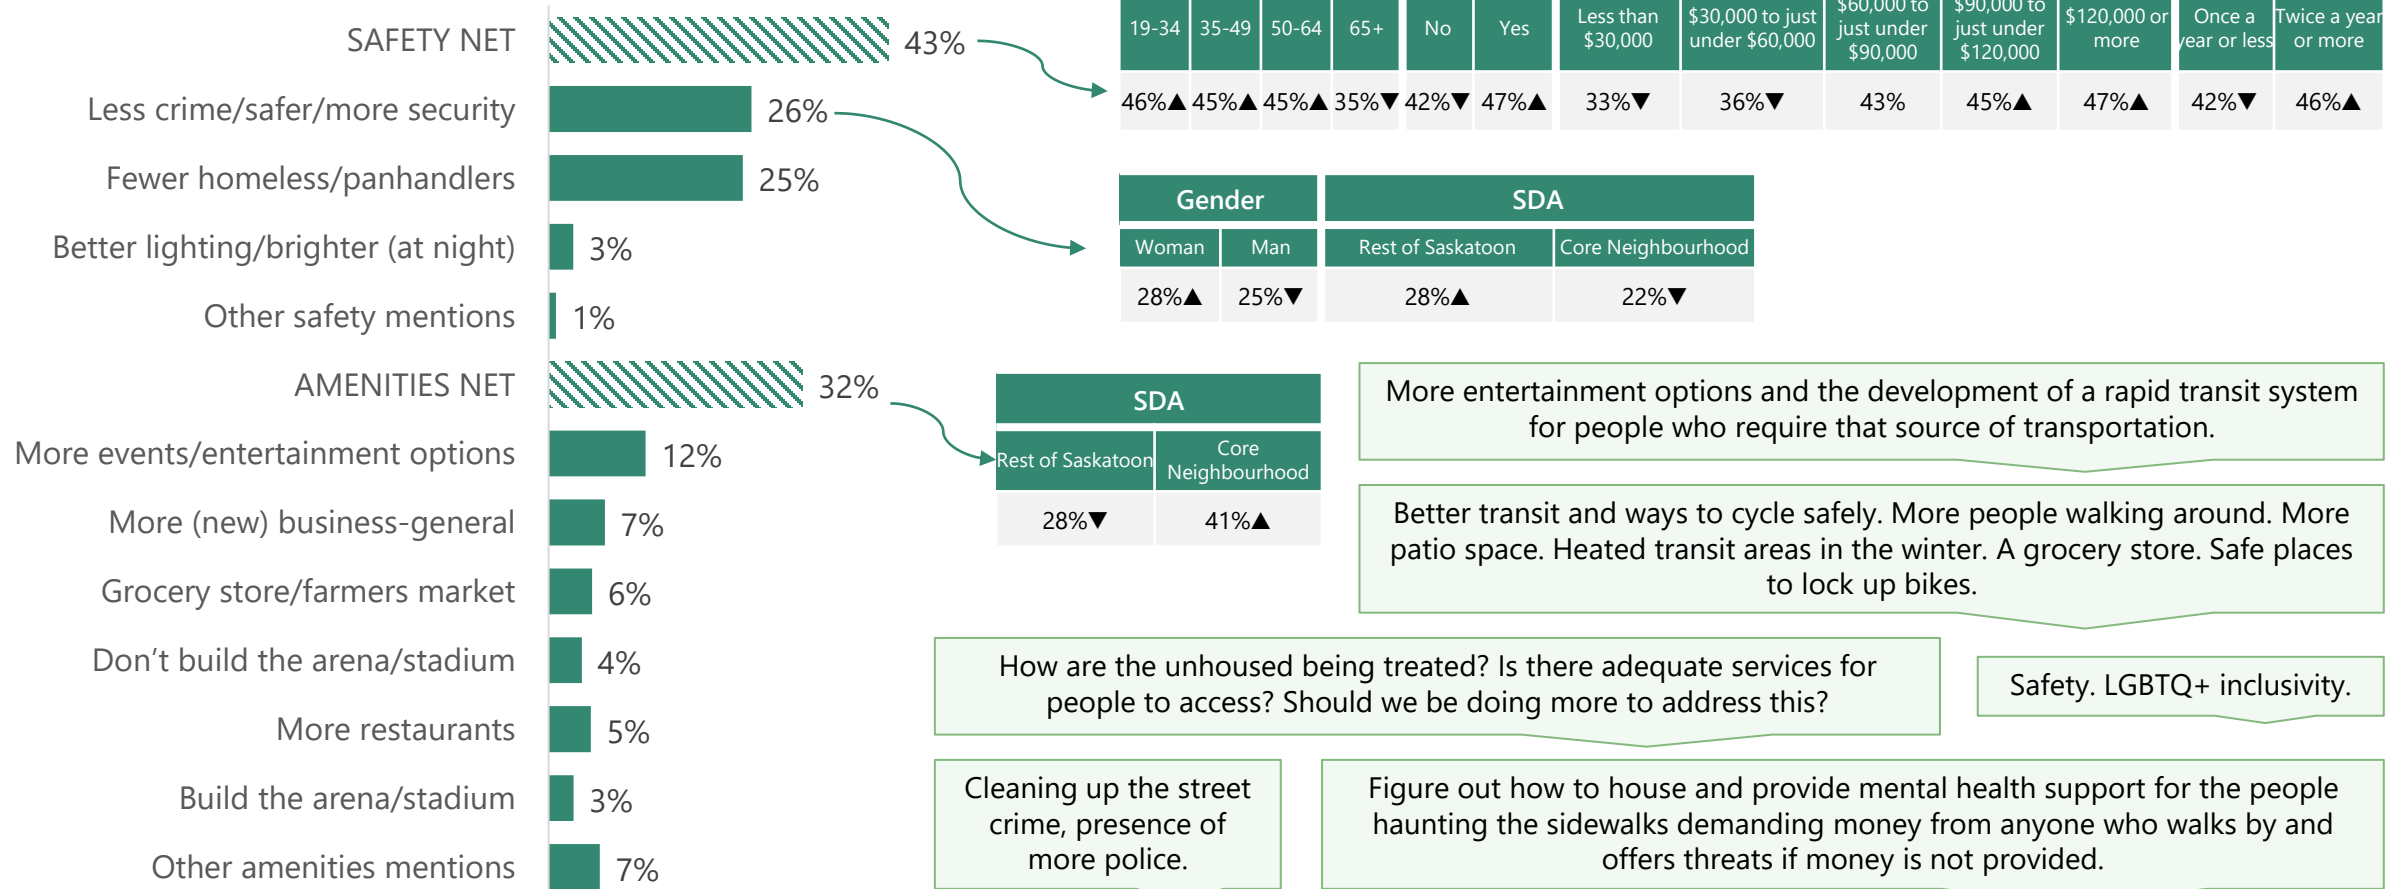 SAFETY NET
43%
Less crime/safer/more security
26%
Fewer homeless/panhandlers
25%
Better lighting/brighter (at night)
3%
Other safety mentions
1%
AMENITIES NET
32%
More events/entertainment options
12%
More (new) business-general
7%
Grocery store/farmers market
6%
Don’t build the arena/stadium
4%
More restaurants
5%
Build the arena/stadium
3%
Other amenities mentions
7%
19-34
35-49
50-64
65+
No
Yes
Less than
$30,000
$30,000 to just
under $60,000
$60,000 to
just under
$90,000
$90,000 to
just under
$120,000
$120,000 or
more
Once a
year or less
Twice a year
or more
46%▲
45%▲
45%▲
35%▼
42%▼
47%▲
33%▼
36%▼
43%
45%▲
47%▲
42%▼
46%▲
Gender
SDA
Woman
Man
Rest of Saskatoon
Core Neighbourhood
28%▲
25%▼
28%▲
22%▼
SDA
Rest of Saskatoon
Core
Neighbourhood
28%▼
41%▲
More entertainment options and the development of a rapid transit system
for people who require that source of transportation.
Better transit and ways to cycle safely. More people walking around. More
patio space. Heated transit areas in the winter. A grocery store. Safe places
to lock up bikes.
How are the unhoused being treated? Is there adequate services for
people to access? Should we be doing more to address this?
Safety. LGBTQ+ inclusivity.
Cleaning up the street
crime, presence of
more police.
Figure out how to house and provide mental health support for the people
haunting the sidewalks demanding money from anyone who walks by and
offers threats if money is not provided.